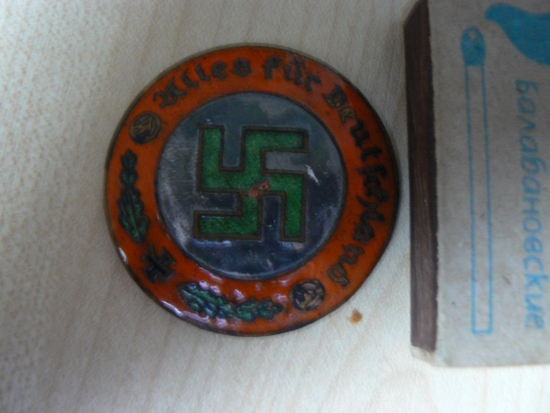 Alles für Deutschland
Балабановские